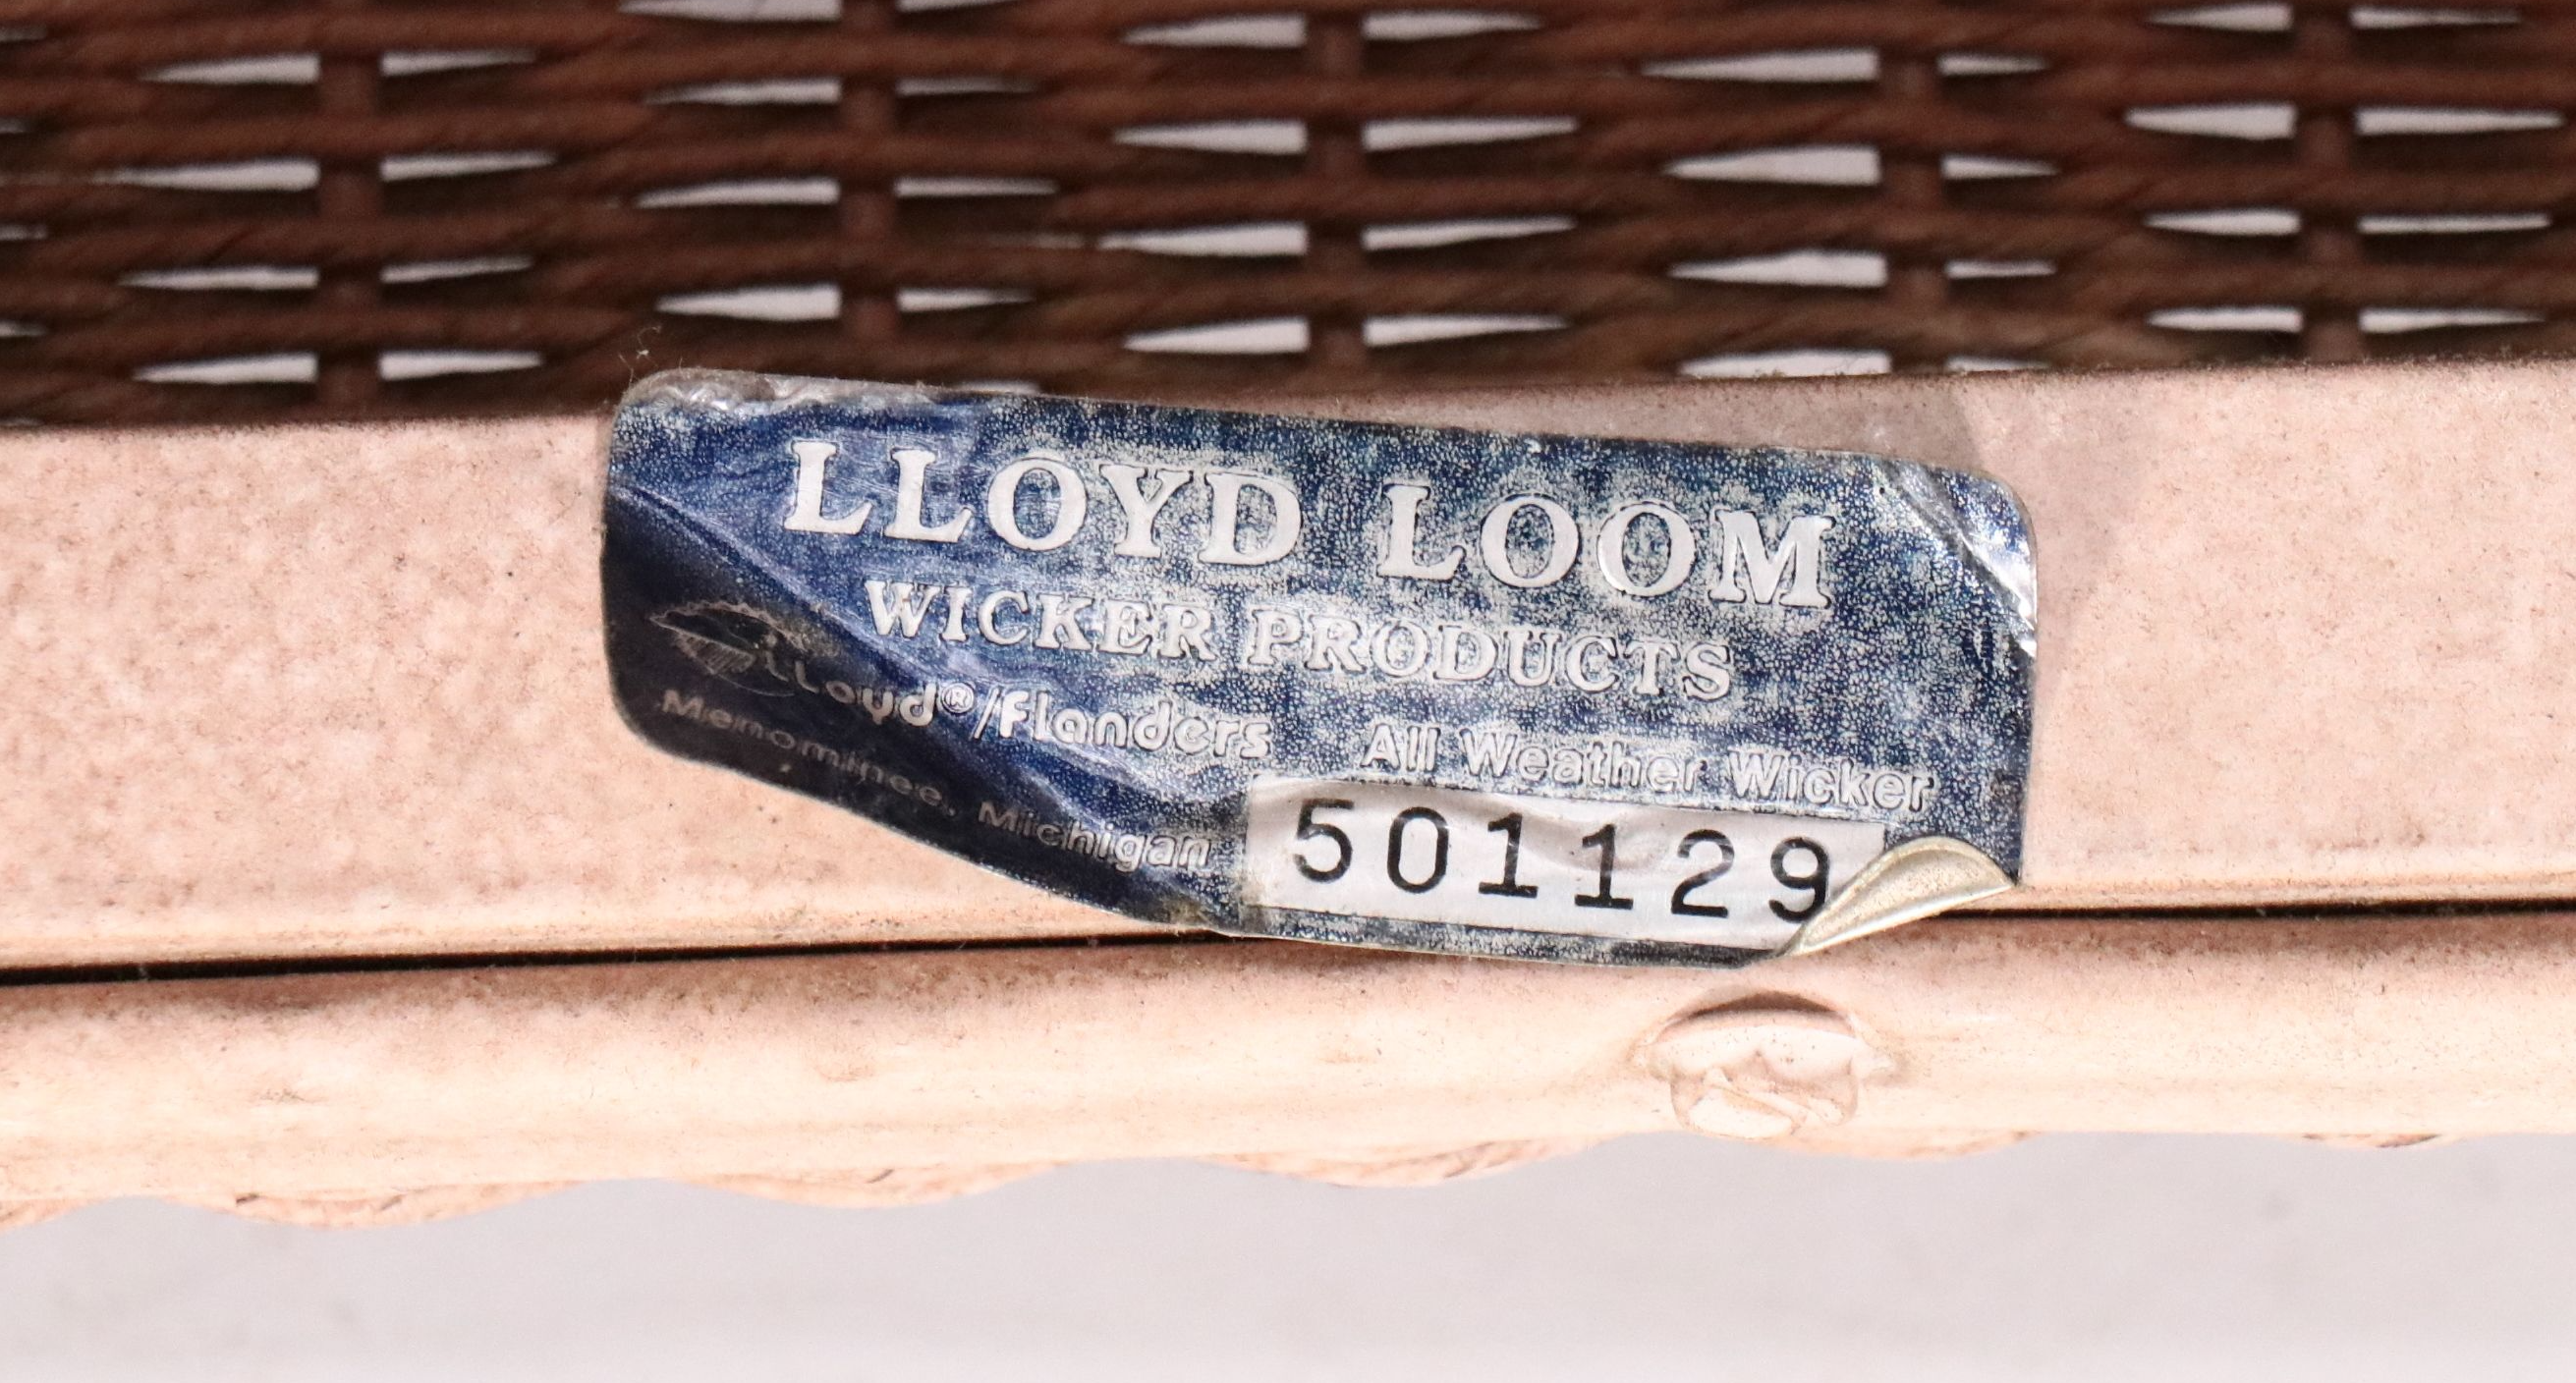 LLOYD LOOM
WICKER PRODUCTS
Lloyd®/Flanders All Weather Wicker
Menominee, Michigan 501129